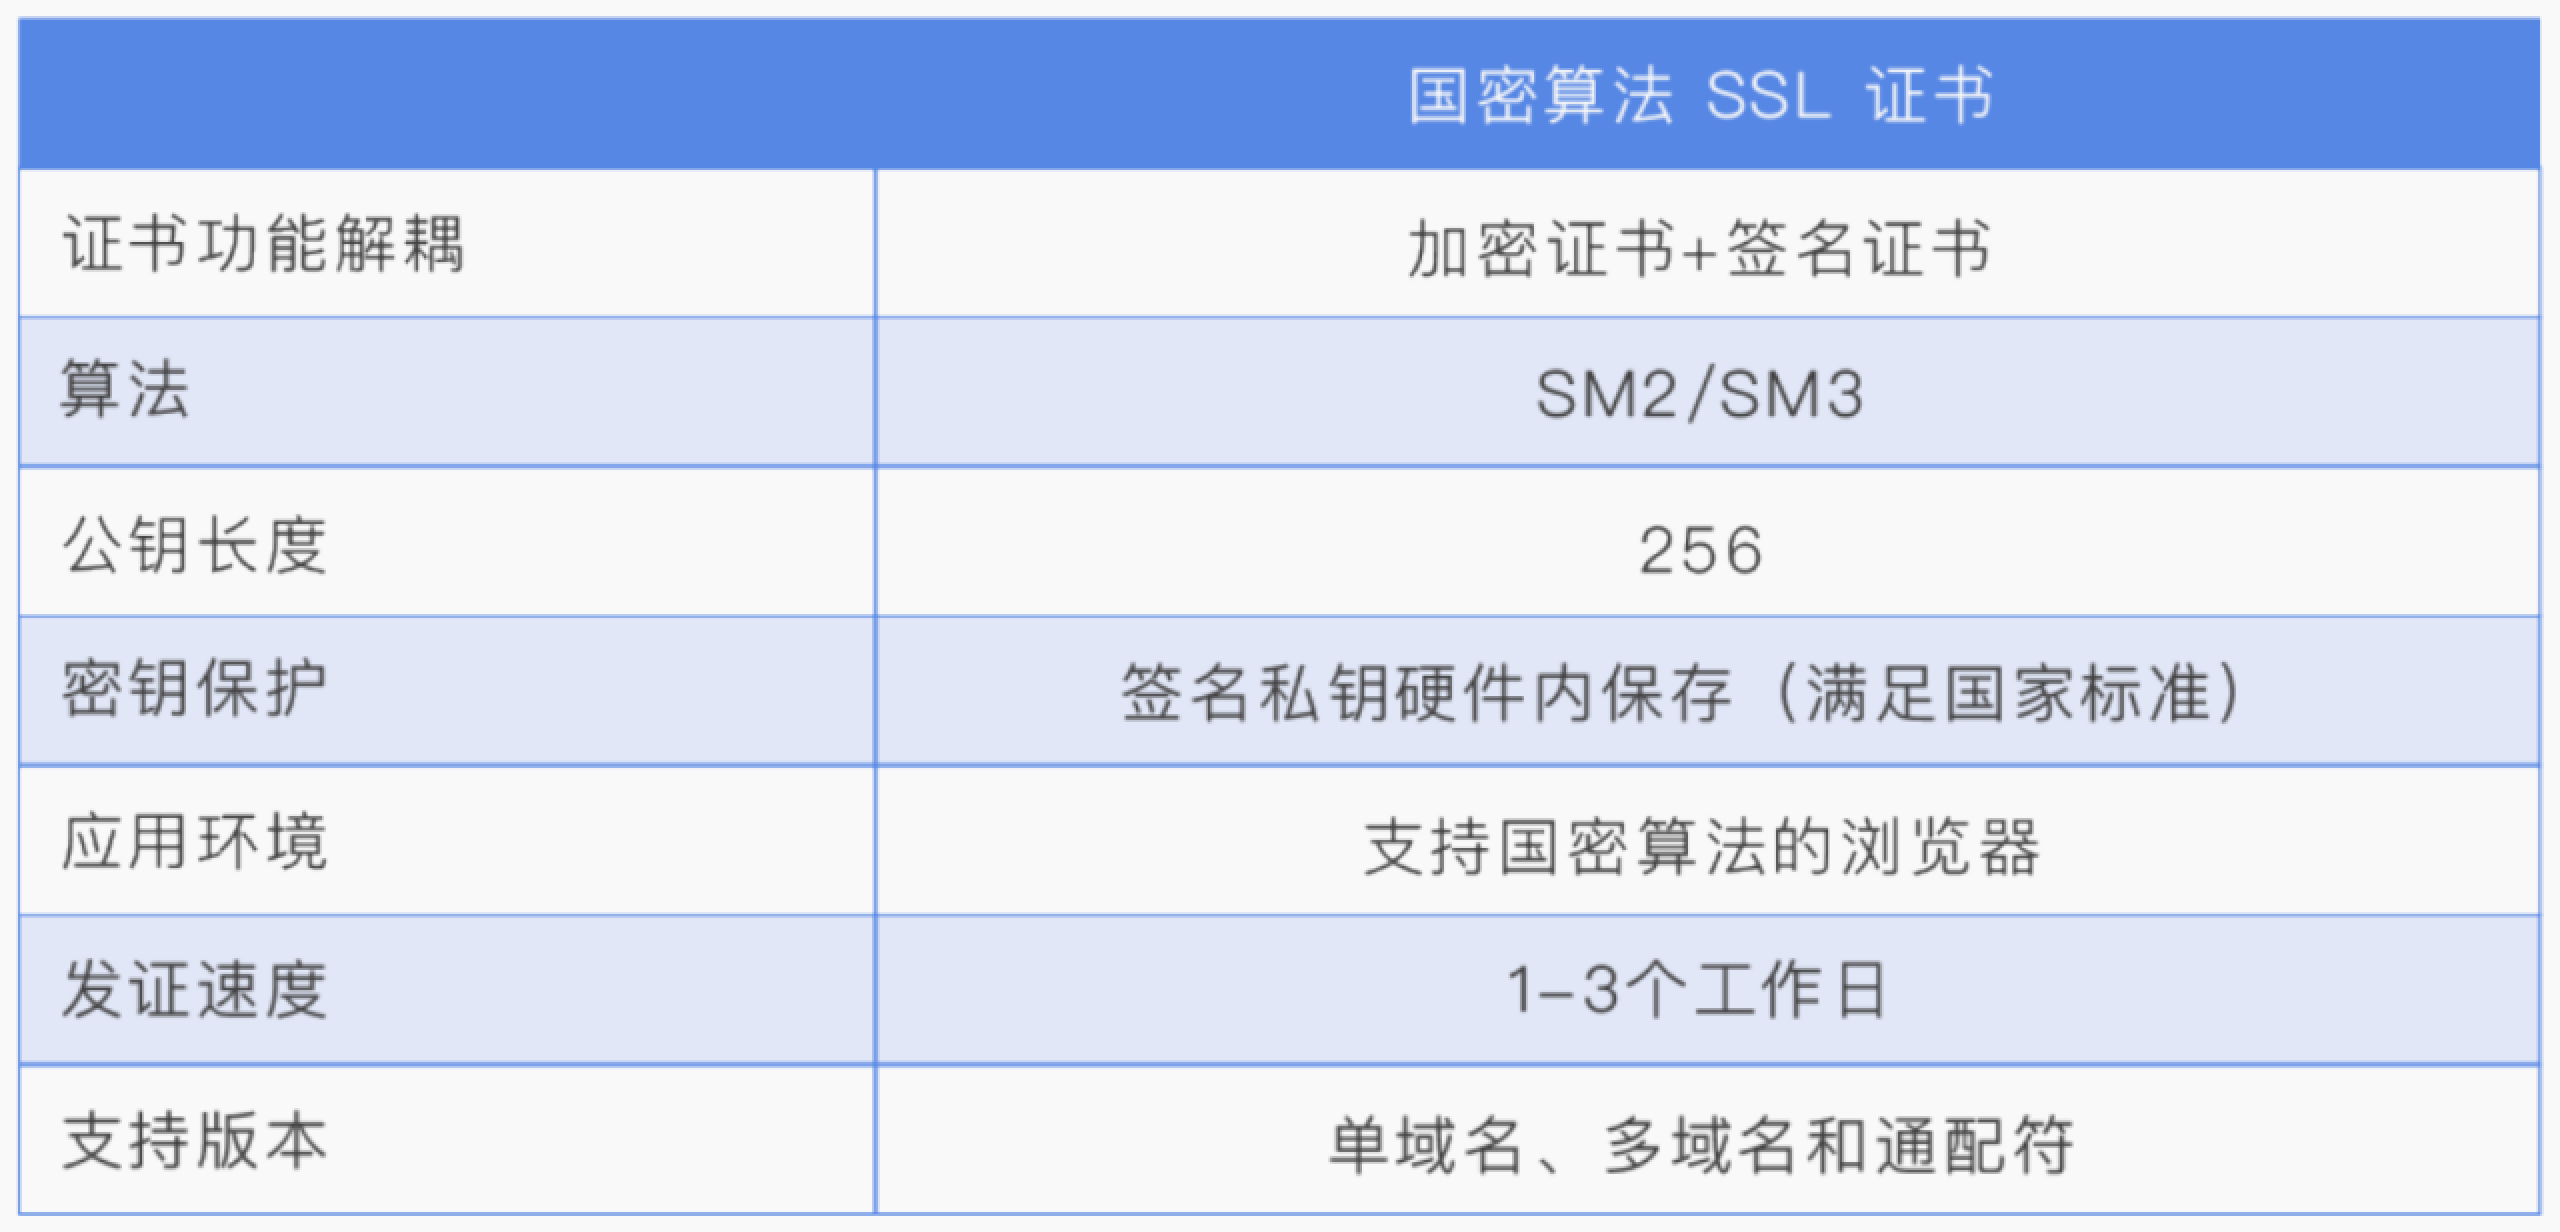 国密算法 SSL 证书
证书功能解耦 加密证书+签名证书
算法 SM2/SM3
公钥长度 256
密钥保护 签名私钥硬件内保存（满足国家标准）
应用环境 支持国密算法的浏览器
发证速度 1-3个工作日
支持版本 单域名、多域名和通配符